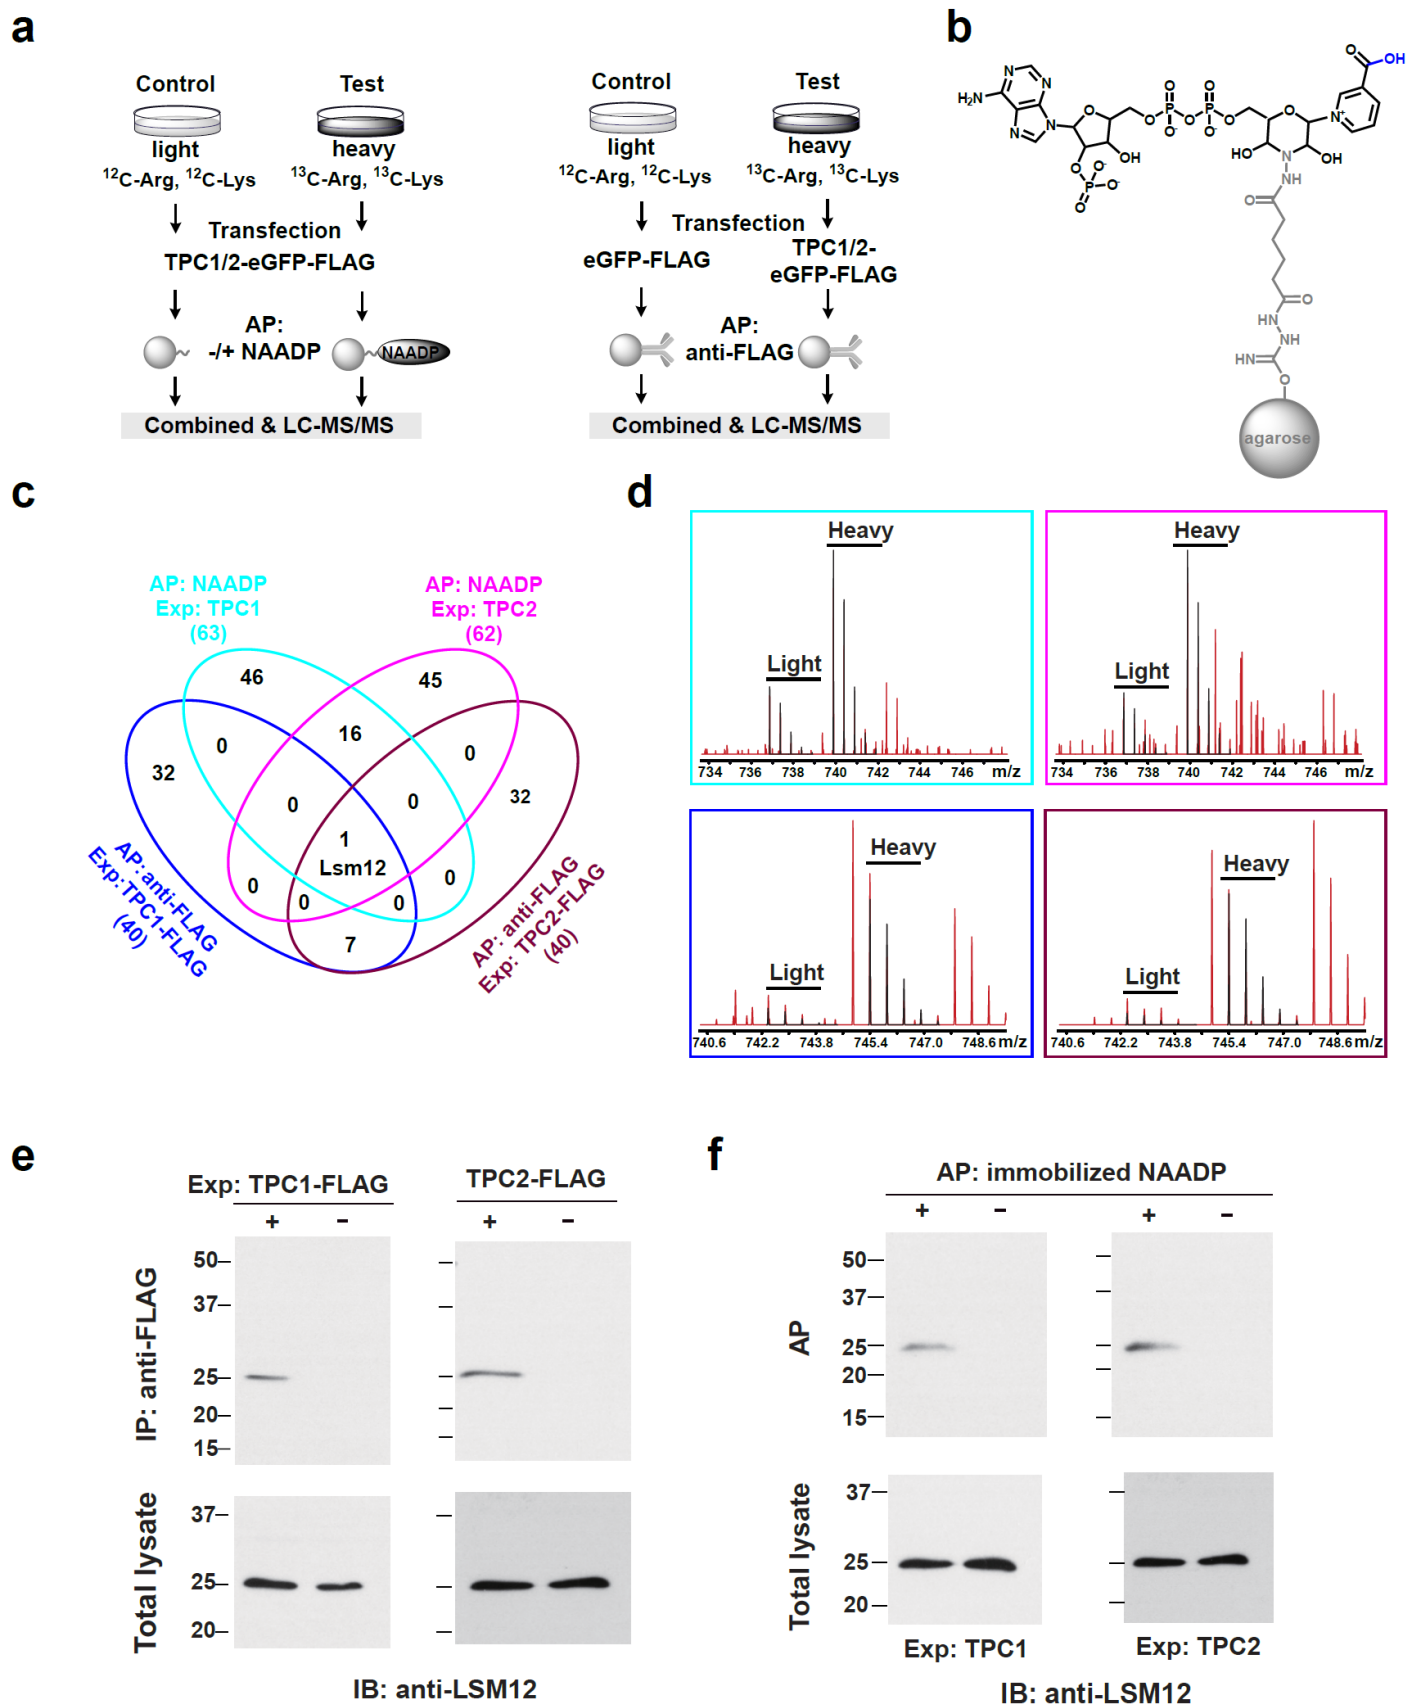 a
Control
Test
light
heavy
¹²C-Arg, ¹²C-Lys
¹³C-Arg, ¹³C-Lys
Transfection
TPC1/2-eGFP-FLAG
AP:
-/+ NAADP
NAADP
Combined & LC-MS/MS
Control
Test
light
heavy
¹²C-Arg, ¹²C-Lys
¹³C-Arg, ¹³C-Lys
Transfection
eGFP-FLAG
TPC1/2-
eGFP-FLAG
AP:
anti-FLAG
Combined & LC-MS/MS
b
O
OH
N
N
H₂N
N
N
O
O
O
O
P
P
O
O
O
O⁻
O⁻
O
N⁺
OH
HO
N
OH
O
O⁻
P
O⁻
O
NH
O
O
HN
NH
HN
O
agarose
c
AP: NAADP
Exp: TPC1
(63)
AP: NAADP
Exp: TPC2
(62)
46
45
16
0
0
32
32
0
0
1
Lsm12
0
0
0
0
7
AP: anti-FLAG
Exp:TPC1-FLAG
(40)
AP: anti-FLAG
Exp: TPC2-FLAG
(40)
d
Heavy
Light
734 736 738 740 742 744 746 m/z
Heavy
Light
734 736 738 740 742 744 746 m/z
Heavy
Light
740.6 742.2 743.8 745.4 747.0 748.6 m/z
Heavy
Light
740.6 742.2 743.8 745.4 747.0 748.6 m/z
e
Exp: TPC1-FLAG
TPC2-FLAG
+ − + −
IP: anti-FLAG
50
37
25
20
15
Total lysate
37
25
20
IB: anti-LSM12
f
AP: immobilized NAADP
+ − + −
AP
50
37
25
20
15
Total lysate
37
25
20
Exp: TPC1
Exp: TPC2
IB: anti-LSM12